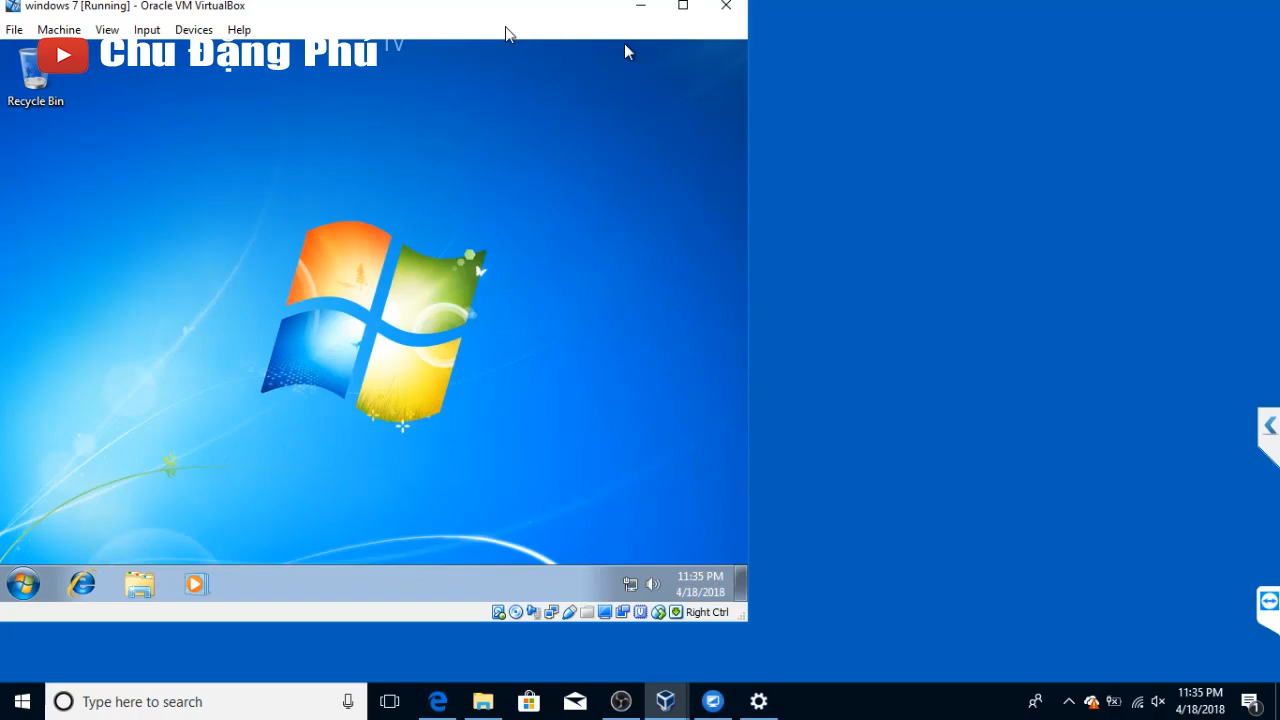 windows 7 [Running] - Oracle VM VirtualBox
File Machine View Input Devices Help
Chu Đặng Phú TV
Recycle Bin
11:35 PM
4/18/2018
Right Ctrl
Type here to search
11:35 PM
4/18/2018
1